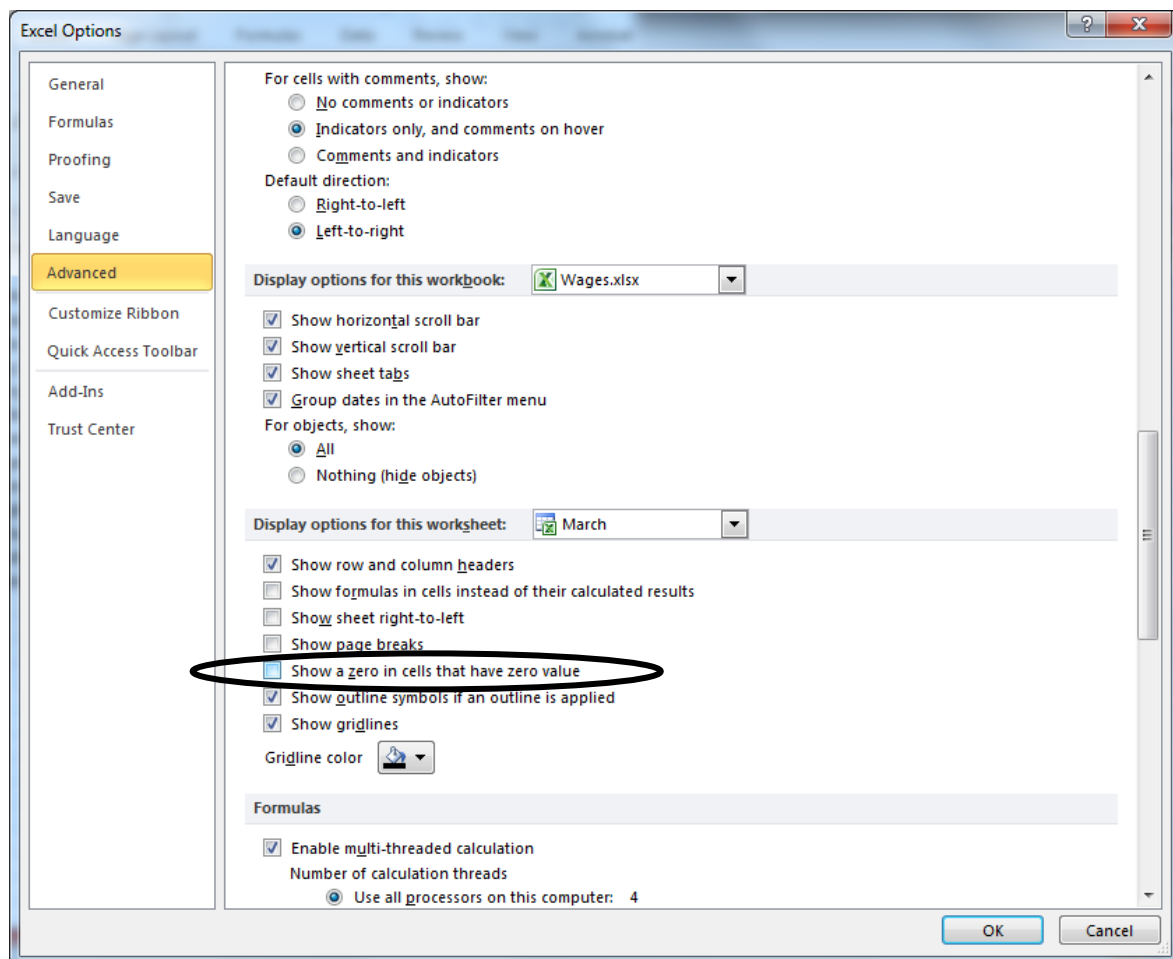 Excel Options
General
Formulas
Proofing
Save
Language
Advanced
Customize Ribbon
Quick Access Toolbar
Add-Ins
Trust Center
For cells with comments, show:
No comments or indicators
Indicators only, and comments on hover
Comments and indicators
Default direction:
Right-to-left
Left-to-right
Display options for this workbook: Wages.xlsx
Show horizontal scroll bar
Show vertical scroll bar
Show sheet tabs
Group dates in the AutoFilter menu
For objects, show:
All
Nothing (hide objects)
Display options for this worksheet: March
Show row and column headers
Show formulas in cells instead of their calculated results
Show sheet right-to-left
Show page breaks
Show a zero in cells that have zero value
Show outline symbols if an outline is applied
Show gridlines
Gridline color
Formulas
Enable multi-threaded calculation
Number of calculation threads
Use all processors on this computer: 4
OK Cancel